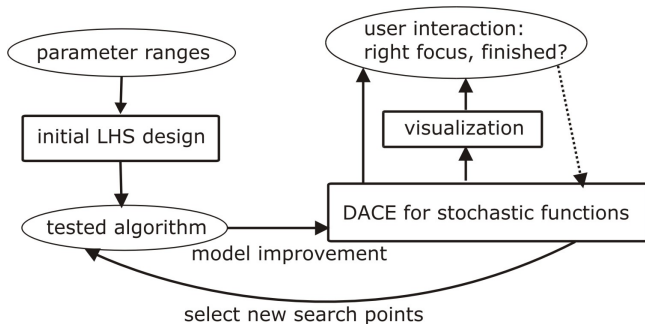 parameter ranges
initial LHS design
tested algorithm
user interaction:
right focus, finished?
visualization
DACE for stochastic functions
model improvement
select new search points